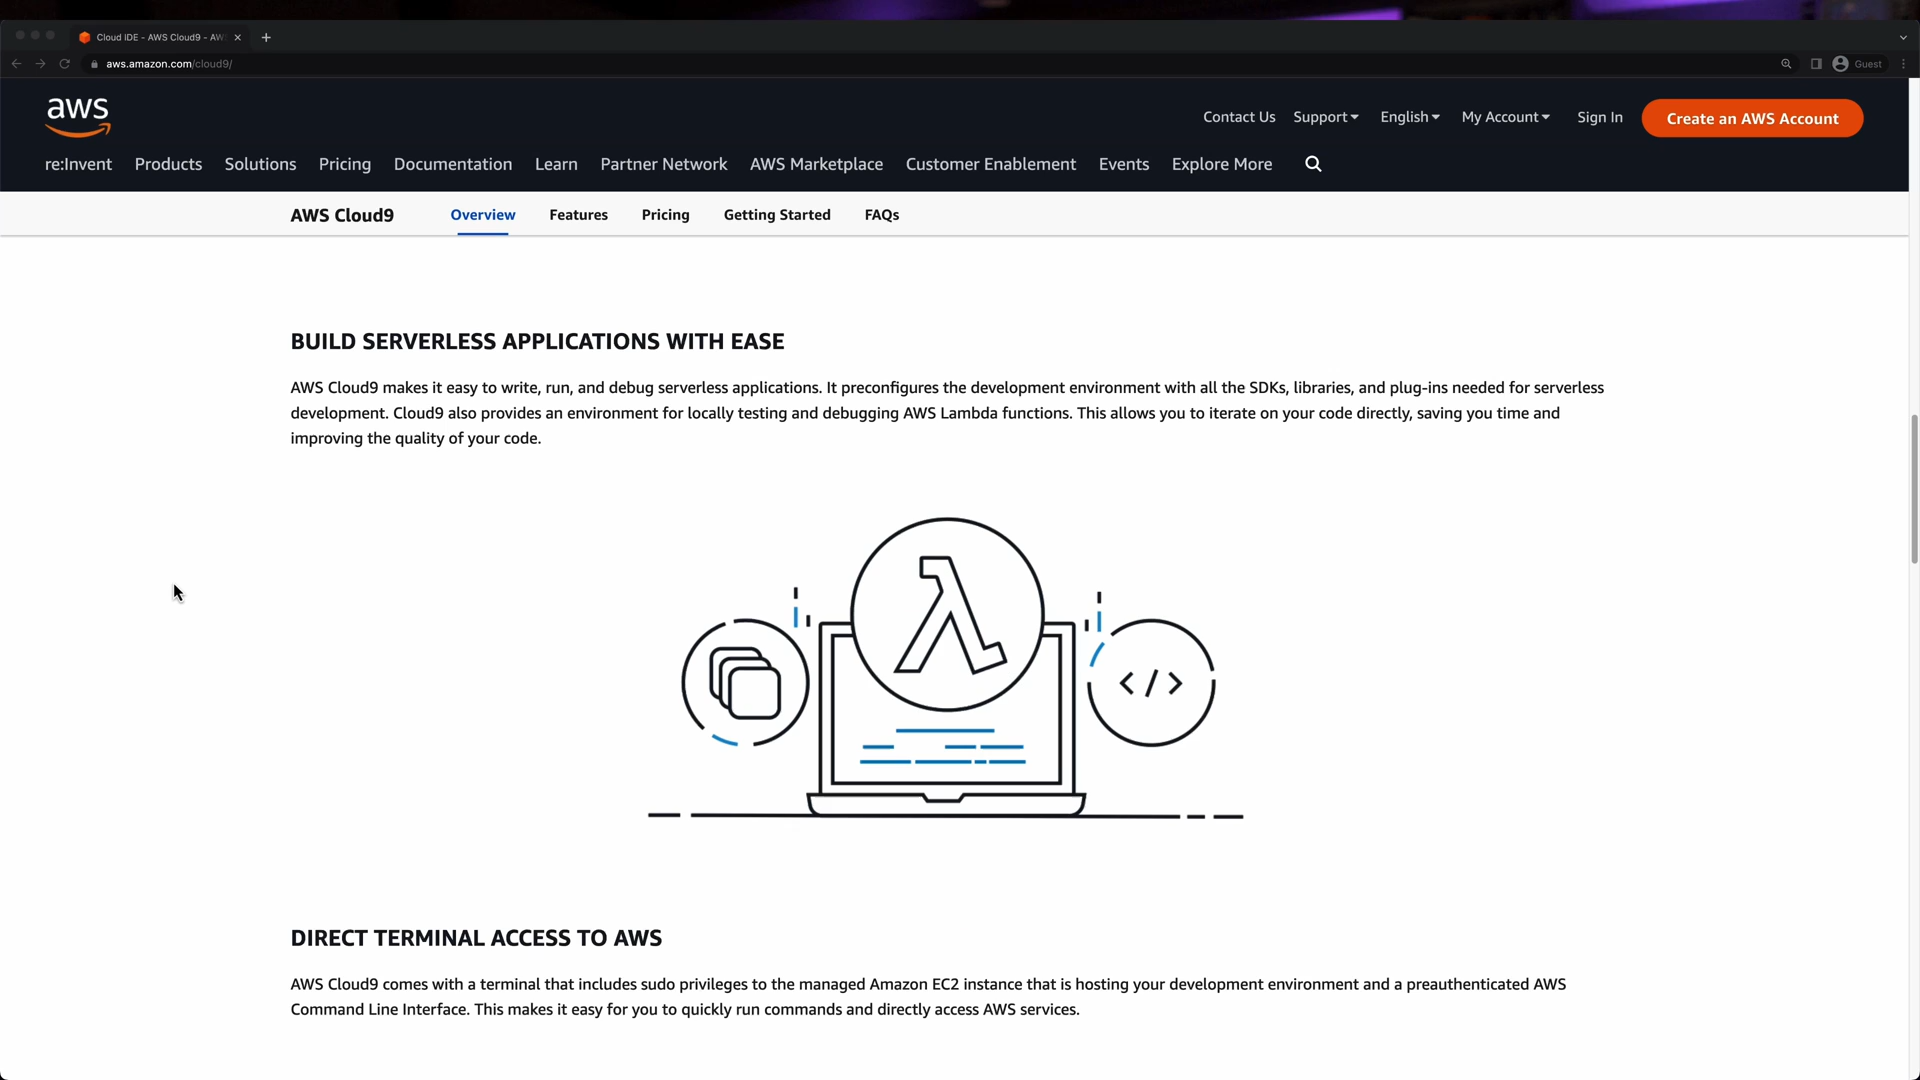 Cloud IDE - AWS Cloud9 - AW
aws.amazon.com/cloud9/
Guest
aws
Contact Us Support English My Account Sign In Create an AWS Account
re:Invent Products Solutions Pricing Documentation Learn Partner Network AWS Marketplace Customer Enablement Events Explore More
AWS Cloud9 Overview Features Pricing Getting Started FAQs
BUILD SERVERLESS APPLICATIONS WITH EASE
AWS Cloud9 makes it easy to write, run, and debug serverless applications. It preconfigures the development environment with all the SDKs, libraries, and plug-ins needed for serverless
development. Cloud9 also provides an environment for locally testing and debugging AWS Lambda functions. This allows you to iterate on your code directly, saving you time and
improving the quality of your code.
</>
DIRECT TERMINAL ACCESS TO AWS
AWS Cloud9 comes with a terminal that includes sudo privileges to the managed Amazon EC2 instance that is hosting your development environment and a preauthenticated AWS
Command Line Interface. This makes it easy for you to quickly run commands and directly access AWS services.